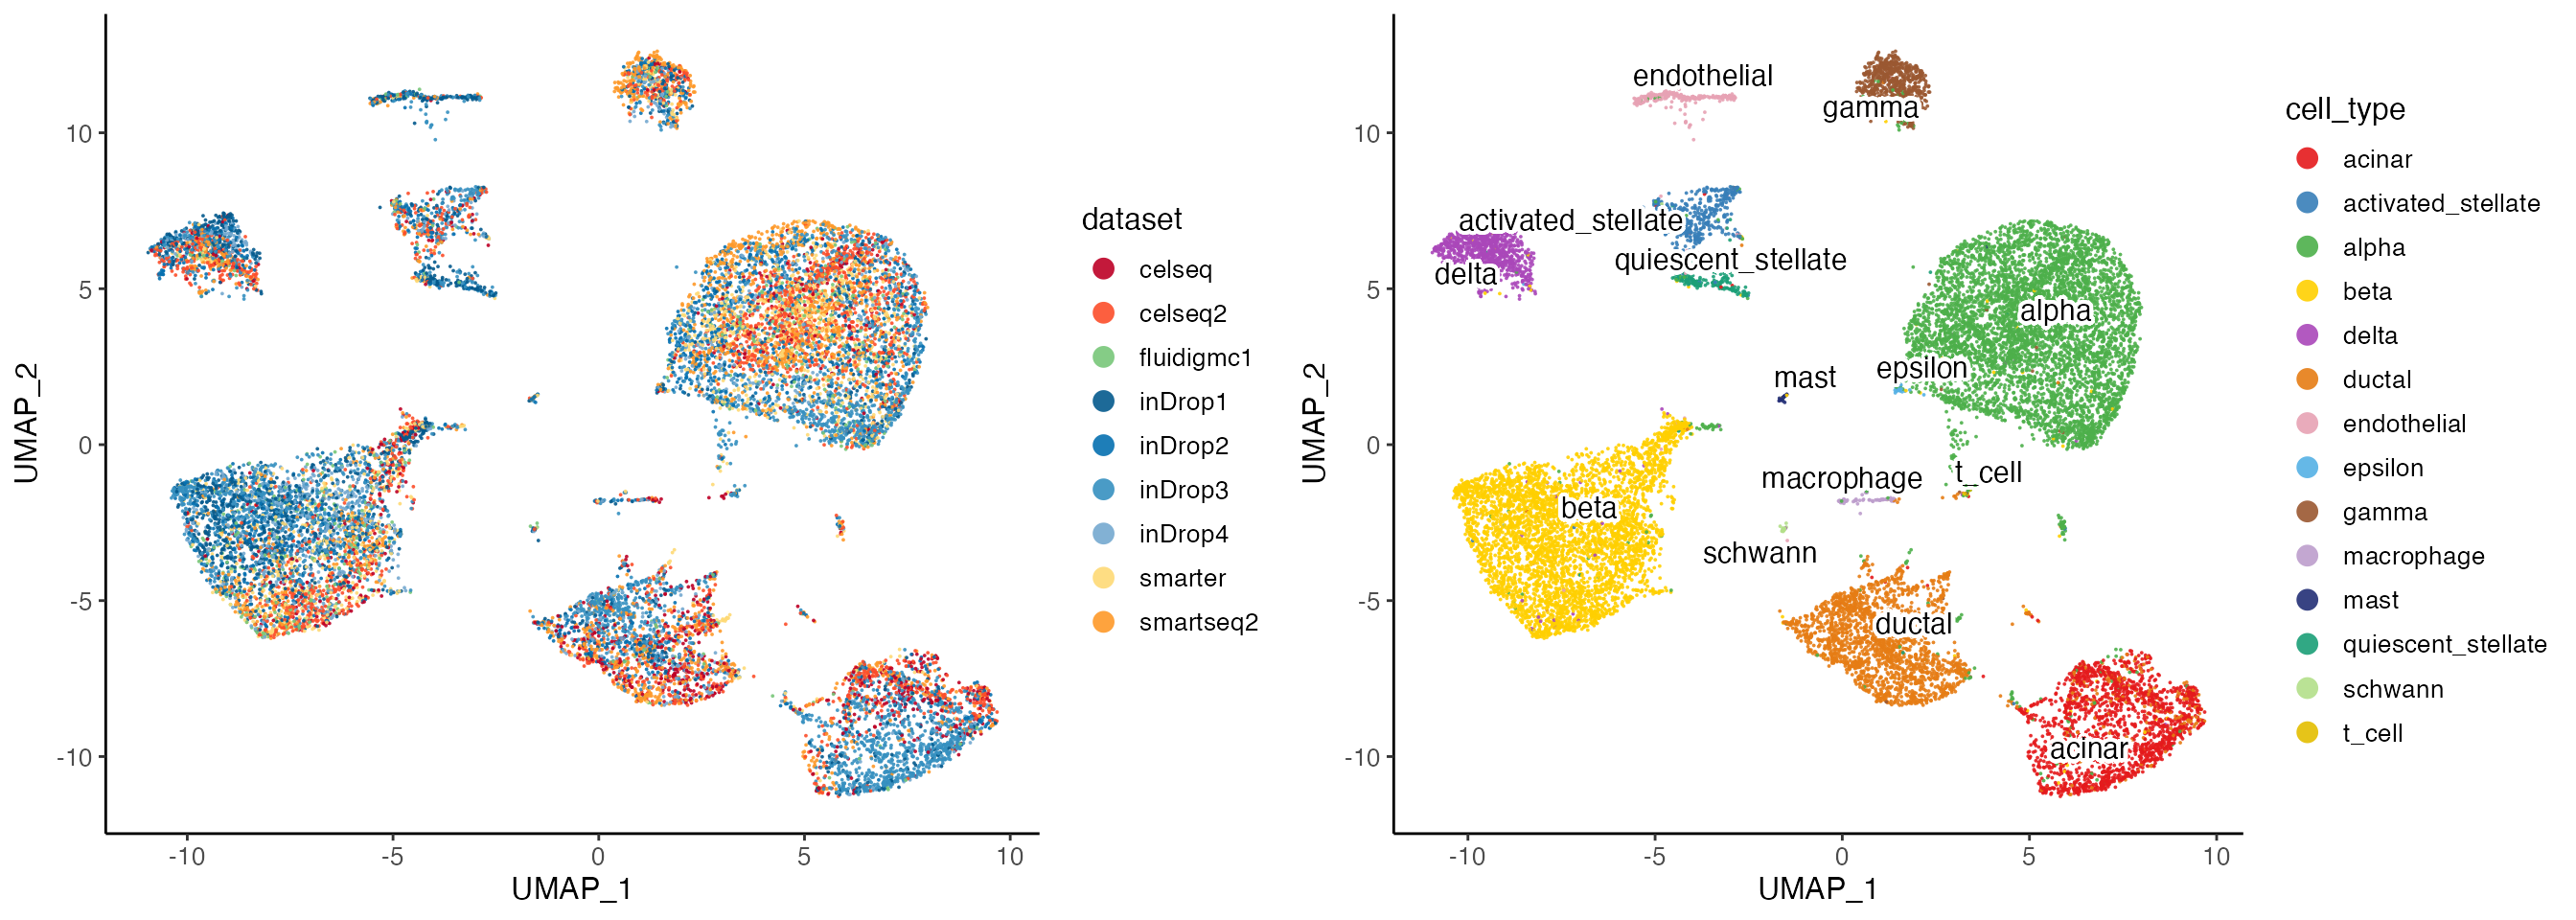 10
5
0
-5
-10
UMAP_2
-10
-5
0
5
10
UMAP_1
dataset
celseq
celseq2
fluidigmc1
inDrop1
inDrop2
inDrop3
inDrop4
smarter
smartseq2
10
5
0
-5
-10
UMAP_2
-10
-5
0
5
10
UMAP_1
endothelial
gamma
activated_stellate
delta
quiescent_stellate
alpha
epsilon
mast
macrophage
t_cell
beta
schwann
ductal
acinar
cell_type
acinar
activated_stellate
alpha
beta
delta
ductal
endothelial
epsilon
gamma
macrophage
mast
quiescent_stellate
schwann
t_cell